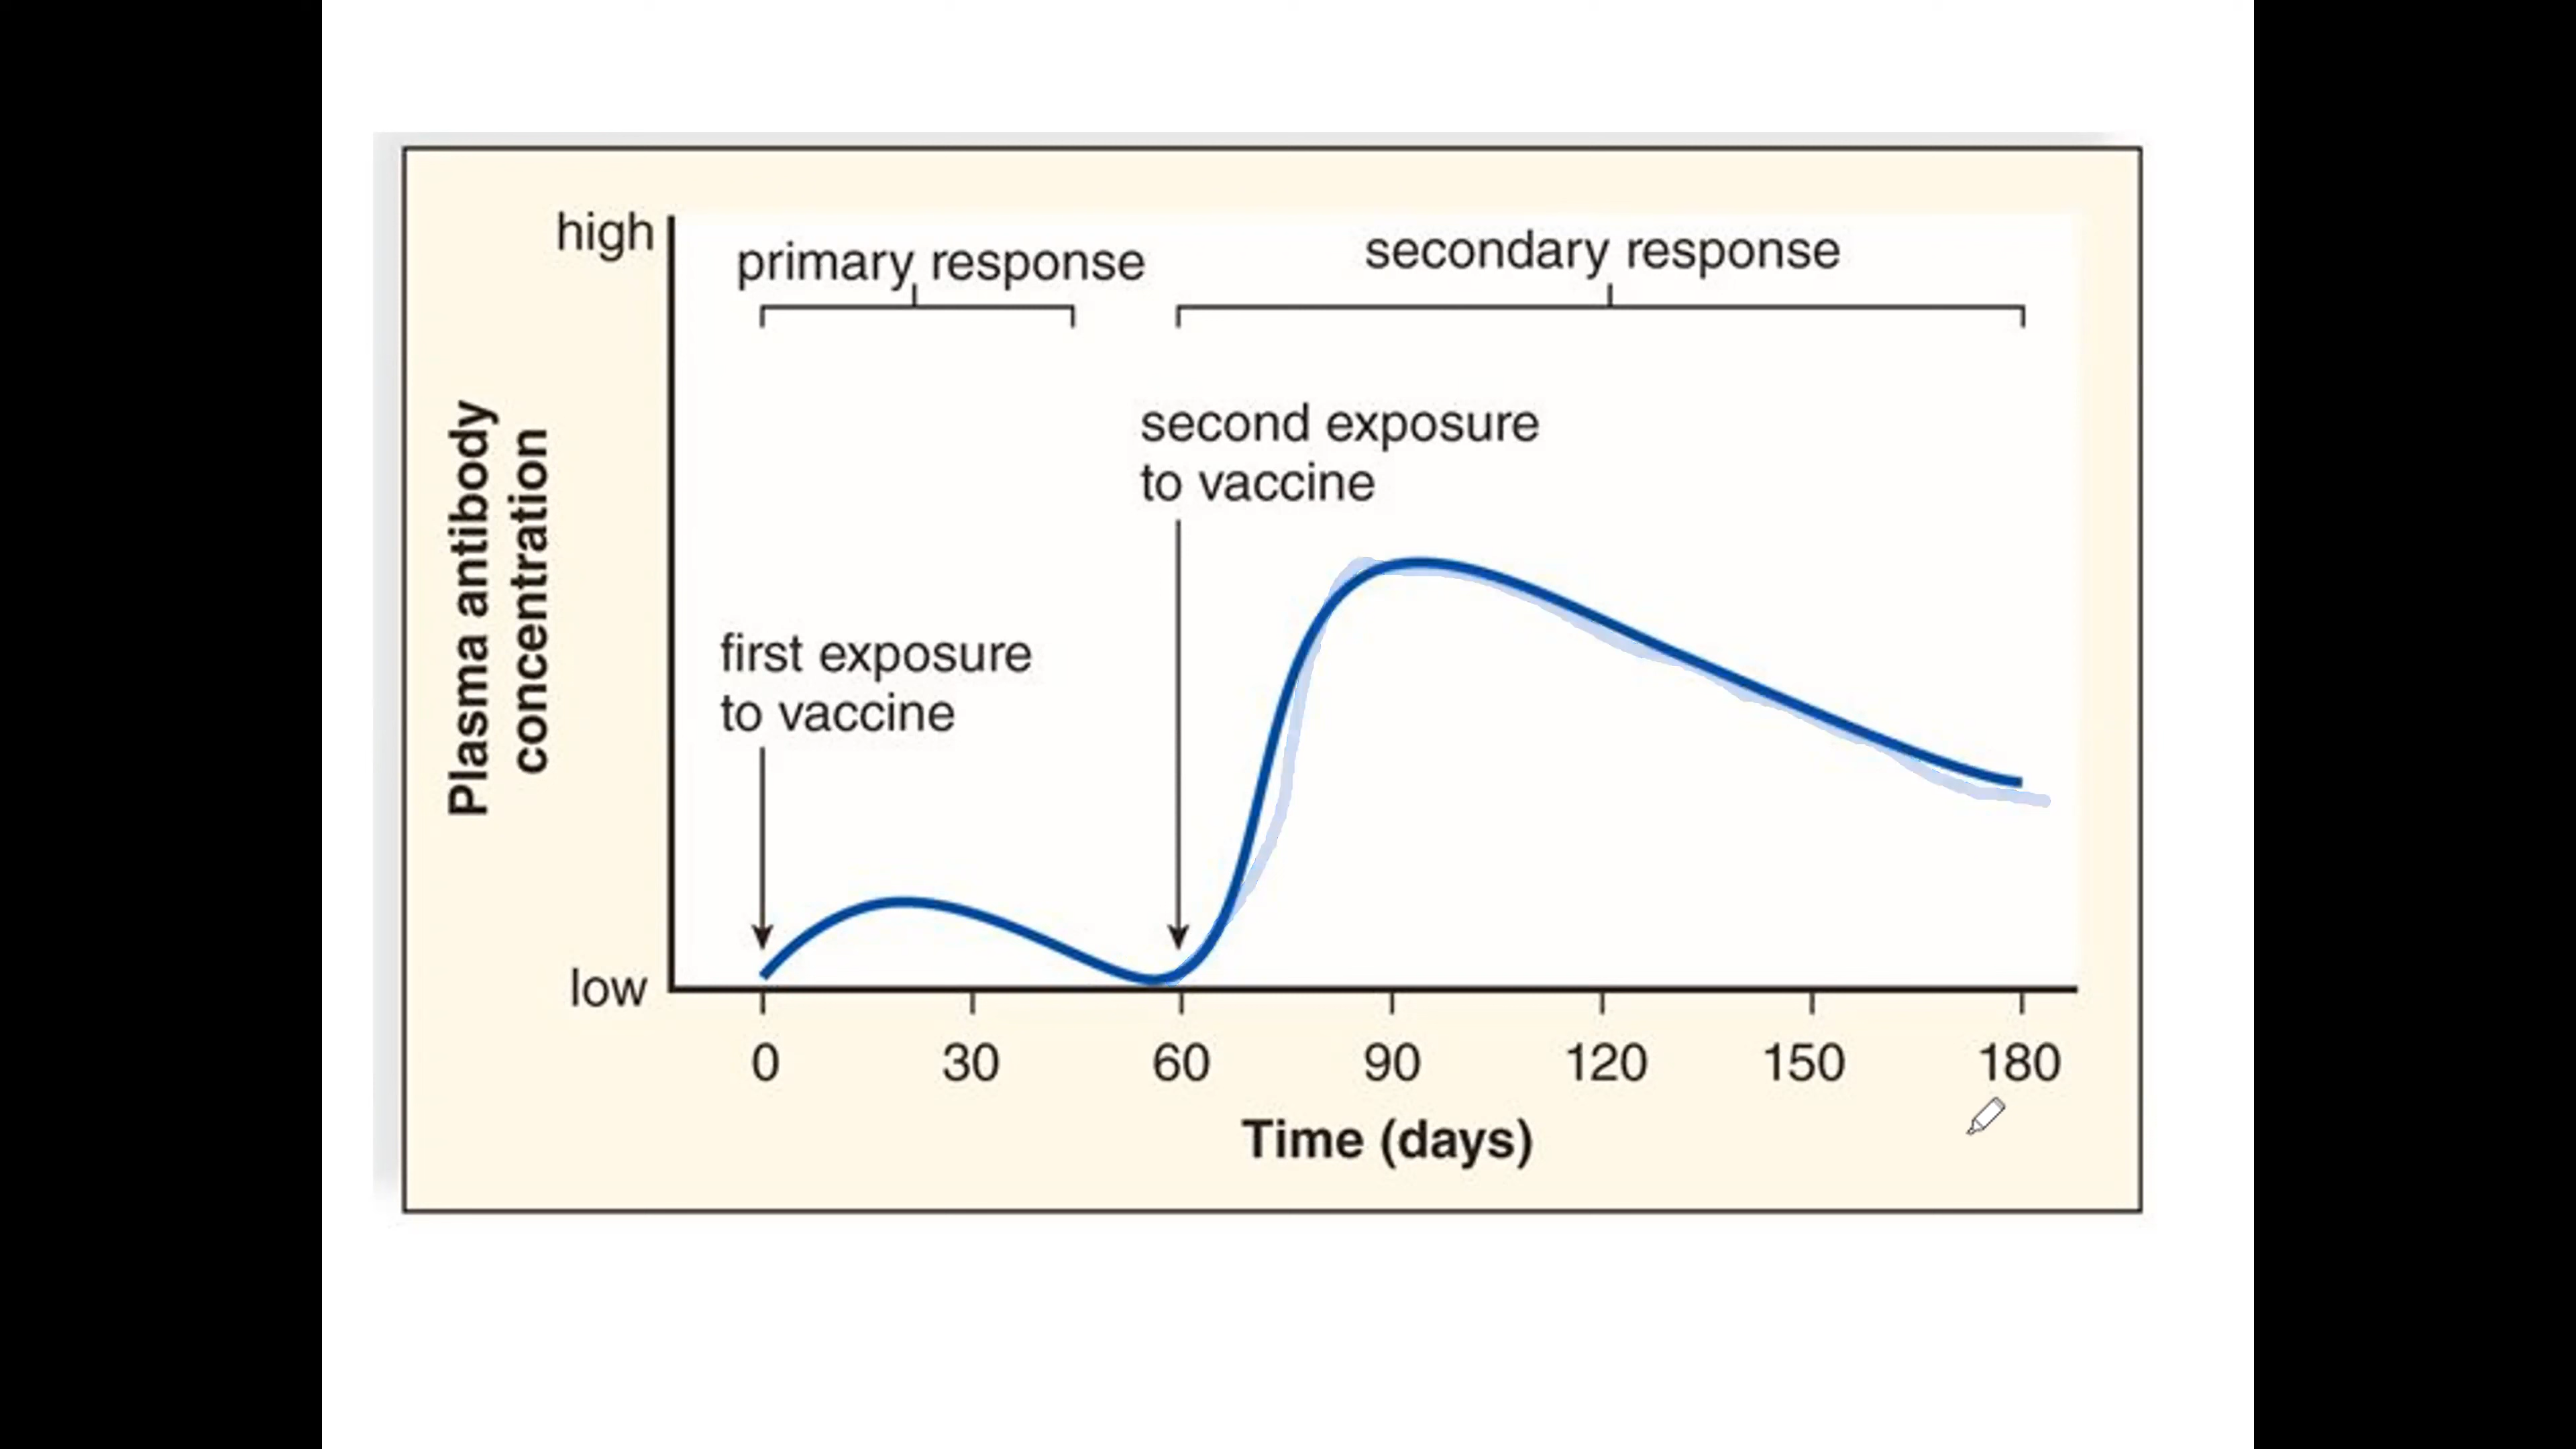 high
primary response
secondary response
second exposure
to vaccine
first exposure
to vaccine
Plasma antibody
concentration
low
0 30 60 90 120 150 180
Time (days)